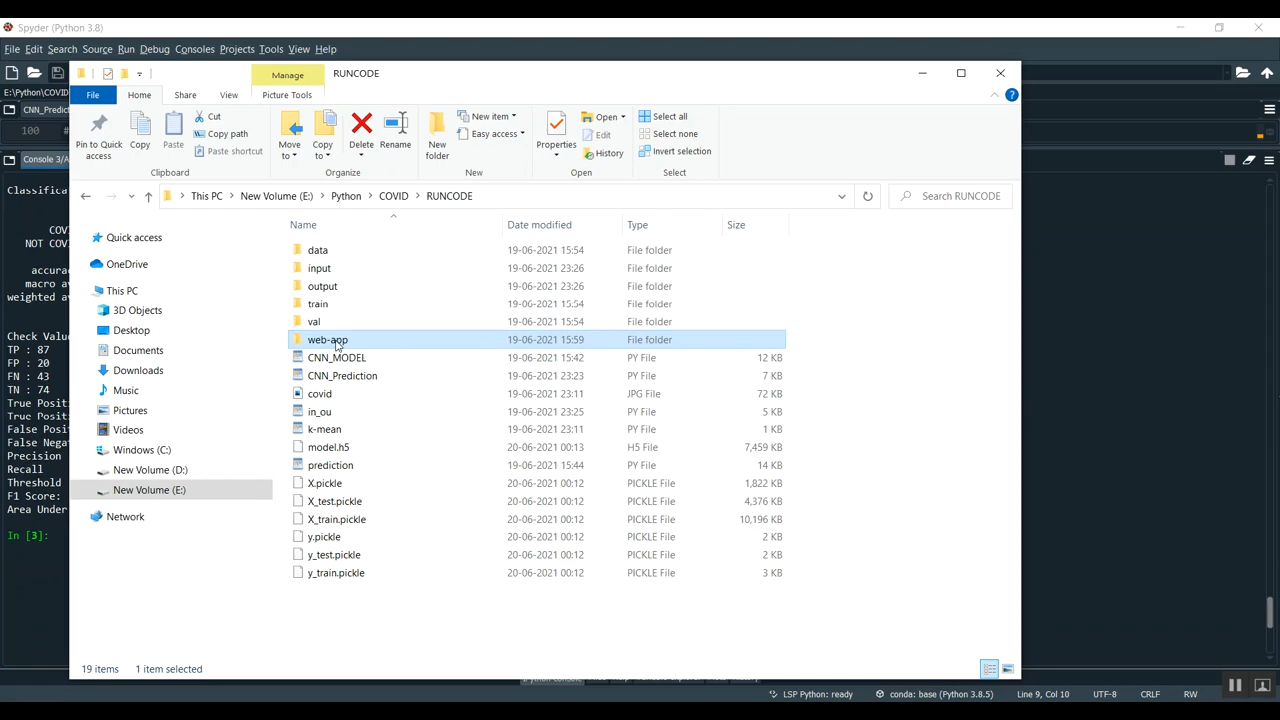 Spyder (Python 3.8)
File Edit Search Source Run Debug Consoles Projects Tools View Help
E:\Python\COVID
Manage
RUNCODE
File Home Share View Picture Tools
Pin to Quick access
Copy
Paste
Cut
Copy path
Paste shortcut
Clipboard
Move to
Copy to
Delete
Rename
Organize
New folder
New item
Easy access
New
Properties
Open
Edit
History
Open
Select all
Select none
Invert selection
Select
This PC > New Volume (E:) > Python > COVID > RUNCODE
Search RUNCODE
Quick access
OneDrive
This PC
3D Objects
Desktop
Documents
Downloads
Music
Pictures
Videos
Windows (C:)
New Volume (D:)
New Volume (E:)
Network
Name Date modified Type Size
data 19-06-2021 15:54 File folder
input 19-06-2021 23:26 File folder
output 19-06-2021 23:26 File folder
train 19-06-2021 15:54 File folder
val 19-06-2021 15:54 File folder
web-app 19-06-2021 15:59 File folder
CNN_MODEL 19-06-2021 15:42 PY File 12 KB
CNN_Prediction 19-06-2021 23:23 PY File 7 KB
covid 19-06-2021 23:11 JPG File 72 KB
in_ou 19-06-2021 23:25 PY File 5 KB
k-mean 19-06-2021 23:11 PY File 1 KB
model.h5 20-06-2021 00:13 H5 File 7,459 KB
prediction 19-06-2021 15:44 PY File 14 KB
X.pickle 20-06-2021 00:12 PICKLE File 1,822 KB
X_test.pickle 20-06-2021 00:12 PICKLE File 4,376 KB
X_train.pickle 20-06-2021 00:12 PICKLE File 10,196 KB
y.pickle 20-06-2021 00:12 PICKLE File 2 KB
y_test.pickle 20-06-2021 00:12 PICKLE File 2 KB
y_train.pickle 20-06-2021 00:12 PICKLE File 3 KB
19 items 1 item selected
CNN_Predict
100 #
Console 3/A
Classifica
COV
NOT COV
accura
macro av
weighted av
Check Valu
TP : 87
FP : 20
FN : 43
TN : 74
True Posit
True Posit
False Posit
False Negat
Precision
Recall
Threshold
F1 Score:
Area Under
In [3]:
LSP Python: ready conda: base (Python 3.8.5) Line 9, Col 10 UTF-8 CRLF RW